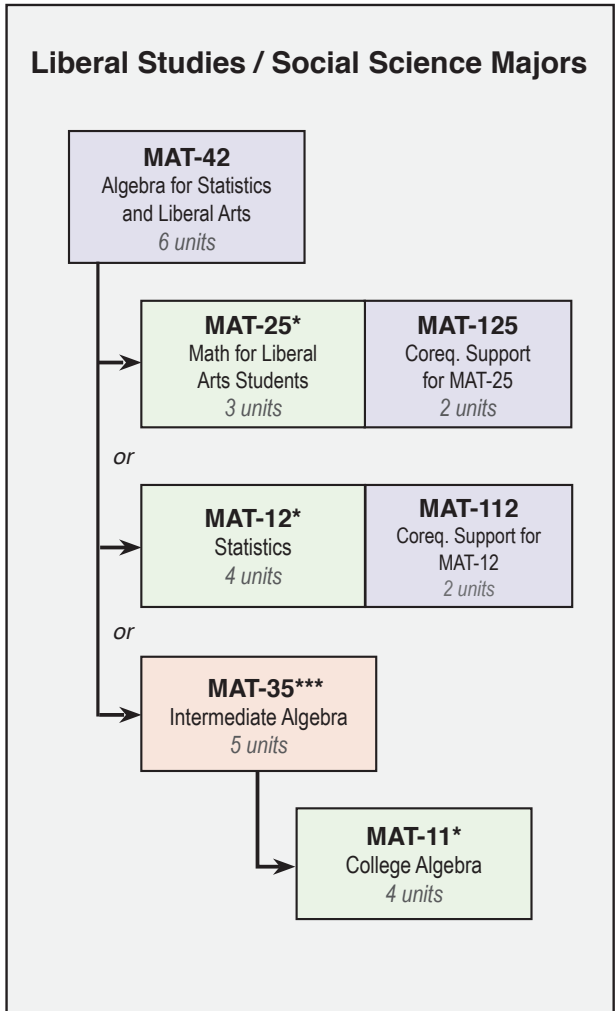 Liberal Studies / Social Science Majors
MAT-42
Algebra for Statistics
and Liberal Arts
6 units
MAT-25*
Math for Liberal
Arts Students
3 units
MAT-125
Coreq. Support
for MAT-25
2 units
or
MAT-12*
Statistics
4 units
MAT-112
Coreq. Support for
MAT-12
2 units
or
MAT-35***
Intermediate Algebra
5 units
MAT-11*
College Algebra
4 units